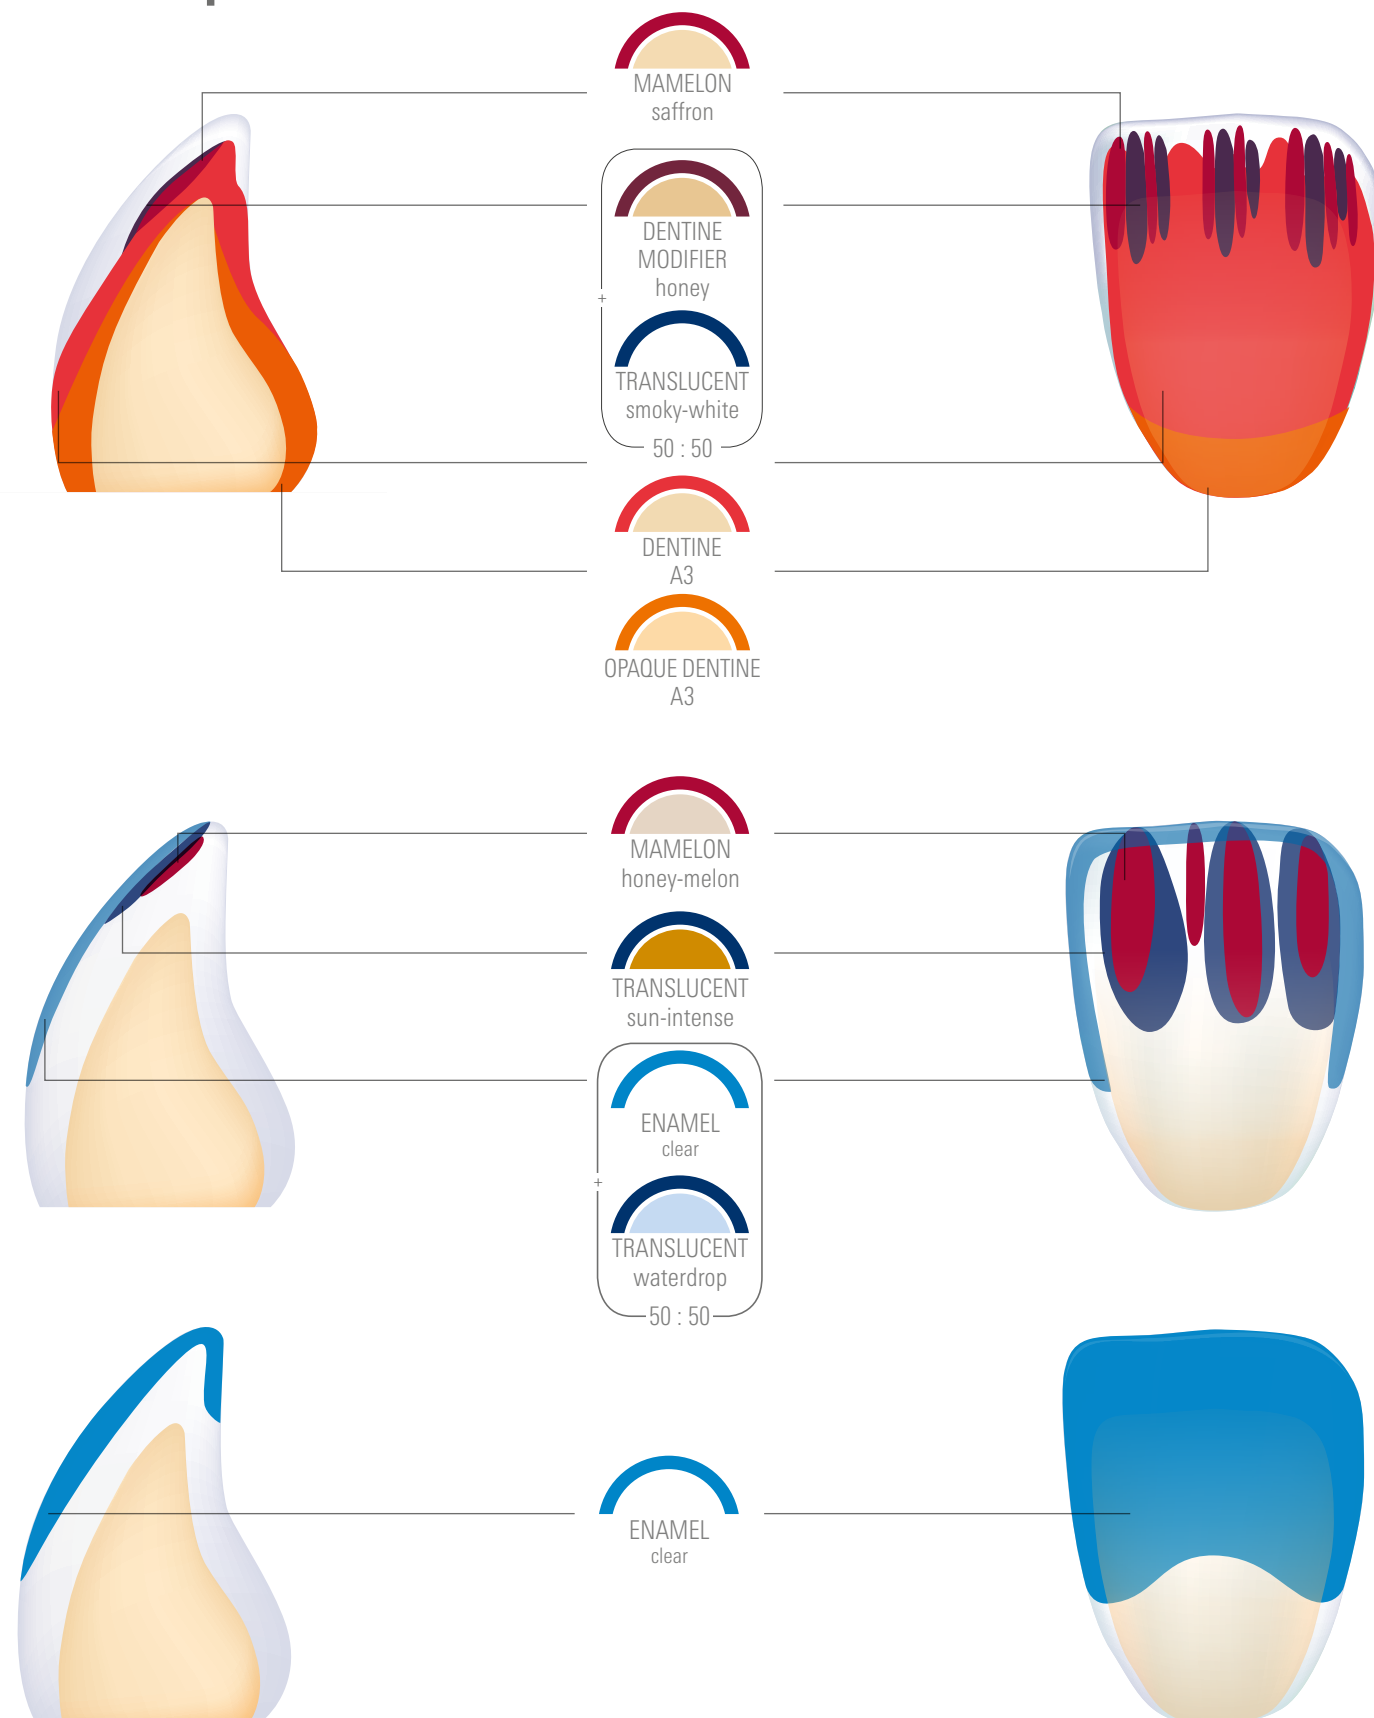 MAMELON
saffron
DENTINE
MODIFIER
honey
+
TRANSLUCENT
smoky-white
50 : 50
DENTINE
A3
OPAQUE DENTINE
A3
MAMELON
honey-melon
TRANSLUCENT
sun-intense
ENAMEL
clear
+
TRANSLUCENT
waterdrop
50 : 50
ENAMEL
clear